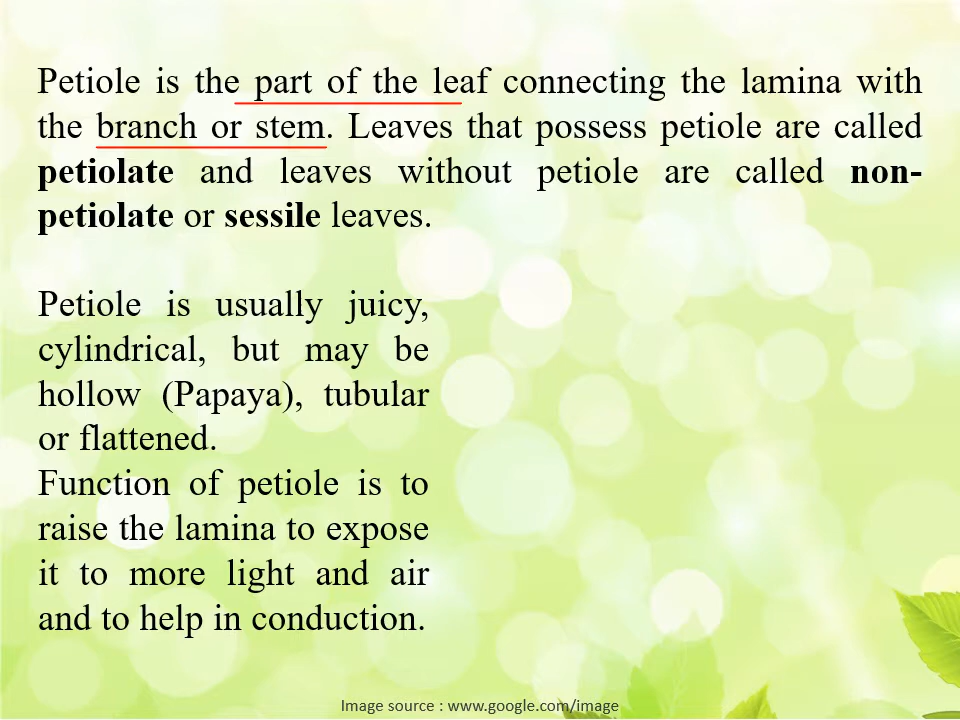 Petiole is the part of the leaf connecting the lamina with
the branch or stem. Leaves that possess petiole are called
petiolate and leaves without petiole are called non-
petiolate or sessile leaves.
Petiole is usually juicy,
cylindrical, but may be
hollow (Papaya), tubular
or flattened.
Function of petiole is to
raise the lamina to expose
it to more light and air
and to help in conduction.
Image source : www.google.com/image